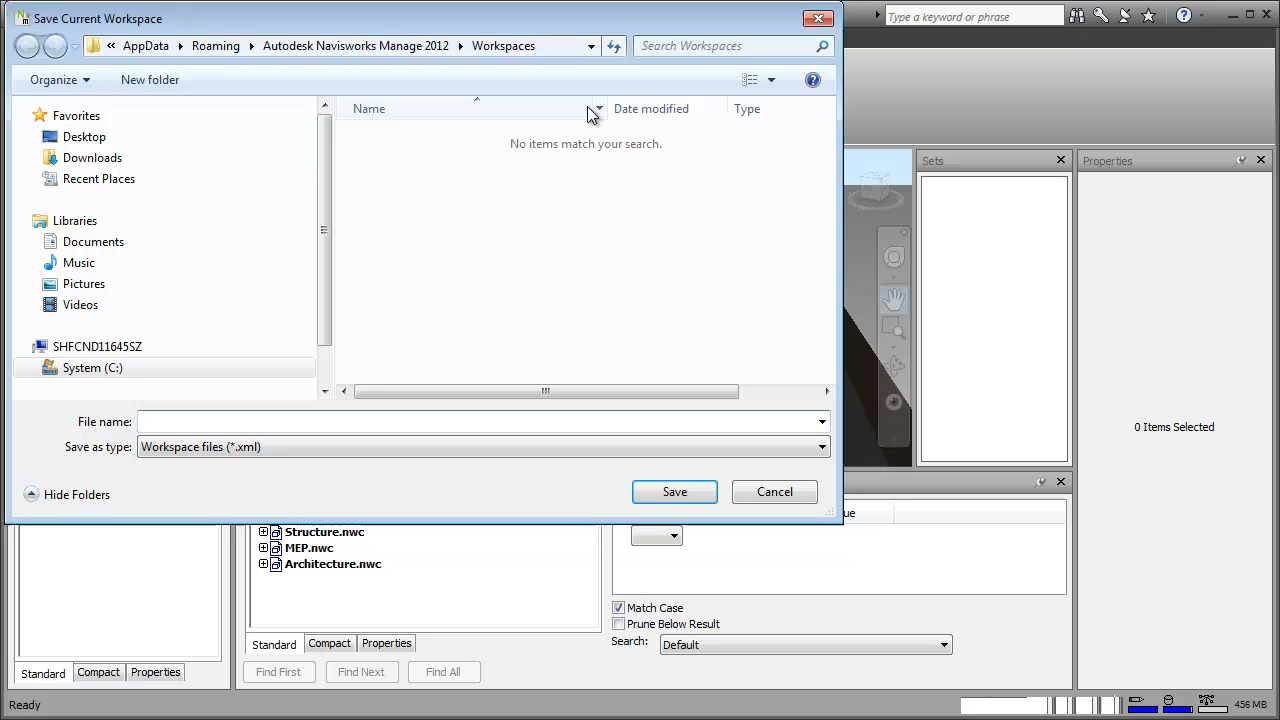 Save Current Workspace
Type a keyword or phrase
« AppData Roaming Autodesk Navisworks Manage 2012 Workspaces
Search Workspaces
Organize
New folder
Favorites
Desktop
Downloads
Recent Places
Libraries
Documents
Music
Pictures
Videos
SHFCND11645SZ
System (C:)
Name
Date modified
Type
No items match your search.
File name:
Save as type:
Workspace files (*.xml)
Hide Folders
Save
Cancel
Sets
Properties
0 Items Selected
ue
Structure.nwc
MEP.nwc
Architecture.nwc
Match Case
Prune Below Result
Search:
Default
Standard
Compact
Properties
Find First
Find Next
Find All
Standard
Compact
Properties
Ready
456 MB